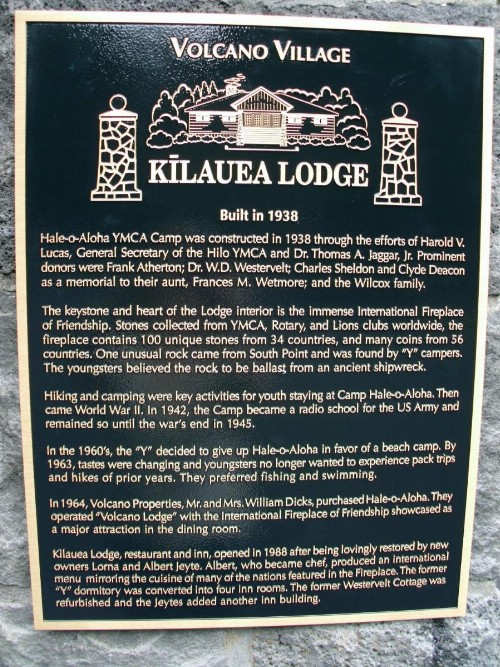 VOLCANO VILLAGE
KĪLAUEA LODGE
Built in 1938
Hale-o-Aloha YMCA Camp was constructed in 1938 through the efforts of Harold V.
Lucas, General Secretary of the Hilo YMCA and Dr. Thomas A. Jaggar, Jr. Prominent
donors were Frank Atherton; Dr. W.D. Westervelt; Charles Sheldon and Clyde Deacon
as a memorial to their aunt, Frances M. Wetmore; and the Wilcox family.
The keystone and heart of the Lodge interior is the immense International Fireplace
of Friendship. Stones collected from YMCA, Rotary, and Lions clubs worldwide, the
fireplace contains 100 unique stones from 34 countries, and many coins from 56
countries. One unusual rock came from South Point and was found by "Y" campers.
The youngsters believed the rock to be ballast from an ancient shipwreck.
Hiking and camping were key activities for youth staying at Camp Hale-o-Aloha. Then
came World War II. In 1942, the Camp became a radio school for the US Army and
remained so until the war's end in 1945.
In the 1960's, the "Y" decided to give up Hale-o-Aloha in favor of a beach camp. By
1963, tastes were changing and youngsters no longer wanted to experience pack trips
and hikes of prior years. They preferred fishing and swimming.
In 1964, Volcano Properties, Mr. and Mrs. William Dicks, purchased Hale-o-Aloha. They
operated "Volcano Lodge" with the International Fireplace of Friendship showcased as
a major attraction in the dining room.
Kilauea Lodge, restaurant and inn, opened in 1988 after being lovingly restored by new
owners Lorna and Albert Jeyte. Albert, who became chef, produced an international
menu mirroring the cuisine of many of the nations featured in the Fireplace. The former
"Y" dormitory was converted into four inn rooms. The former Westervelt Cottage was
refurbished and the Jeytes added another inn building.